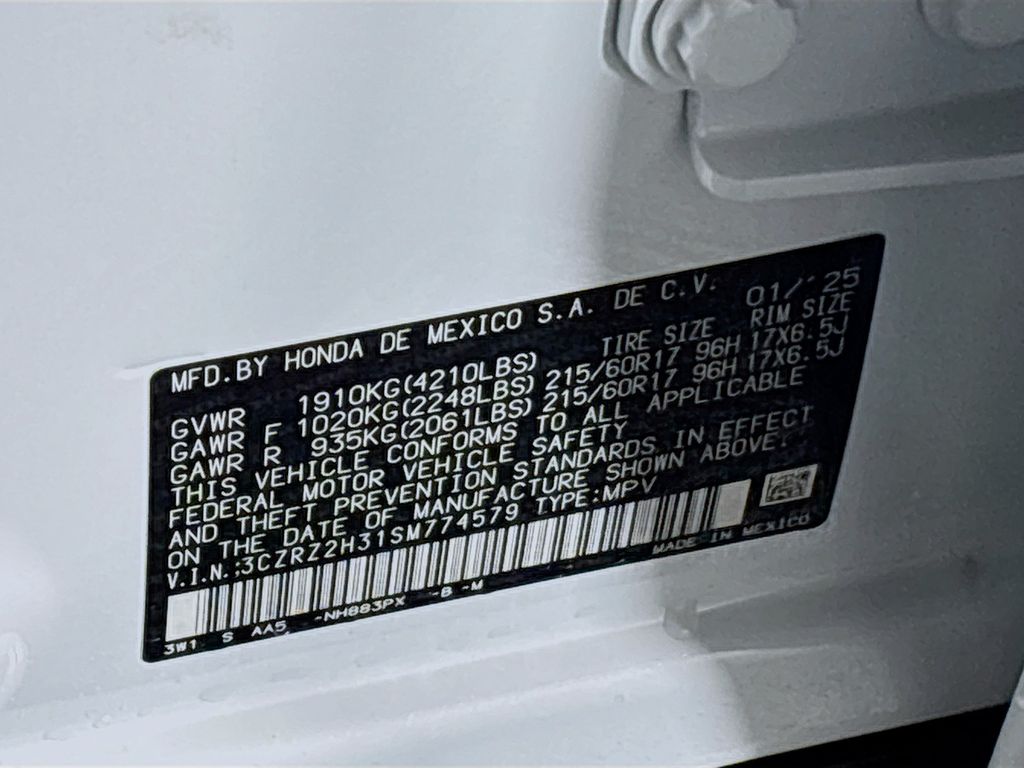 MFD.BY HONDA DE MEXICO S.A. DE C.V. 01/'25
TIRE SIZE RIM SIZE
GVWR 1910KG(4210LBS)
GAWR F 1020KG(2248LBS) 215/60R17 96H 17X6.5J
GAWR R 935KG(2061LBS) 215/60R17 96H 17X6.5J
THIS VEHICLE CONFORMS TO ALL APPLICABLE
FEDERAL MOTOR VEHICLE SAFETY
AND THEFT PREVENTION STANDARDS IN EFFECT
ON THE DATE OF MANUFACTURE SHOWN ABOVE.
V.I.N.:3CZRZ2H31SM774579 TYPE:MPV
3W1 S AA5 -NH883PX -B -M MADE IN MEXICO